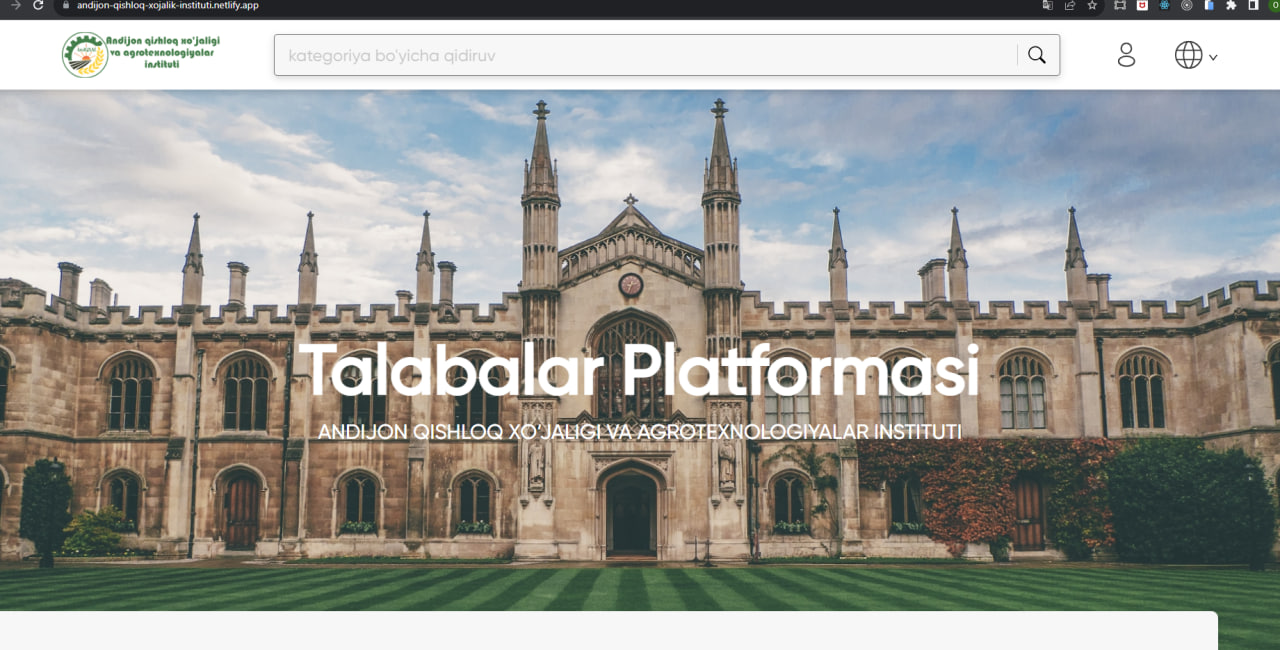 andijon-qishloq-xojalik-instituti.netlify.app
Andijon qishloq xo'jaligi
va agrotexnologiyalar
instituti
kategoriya bo'yicha qidiruv
Talabalar Platformasi
ANDIJON QISHLOQ XO'JALIGI VA AGROTEXNOLOGIYALAR INSTITUTI